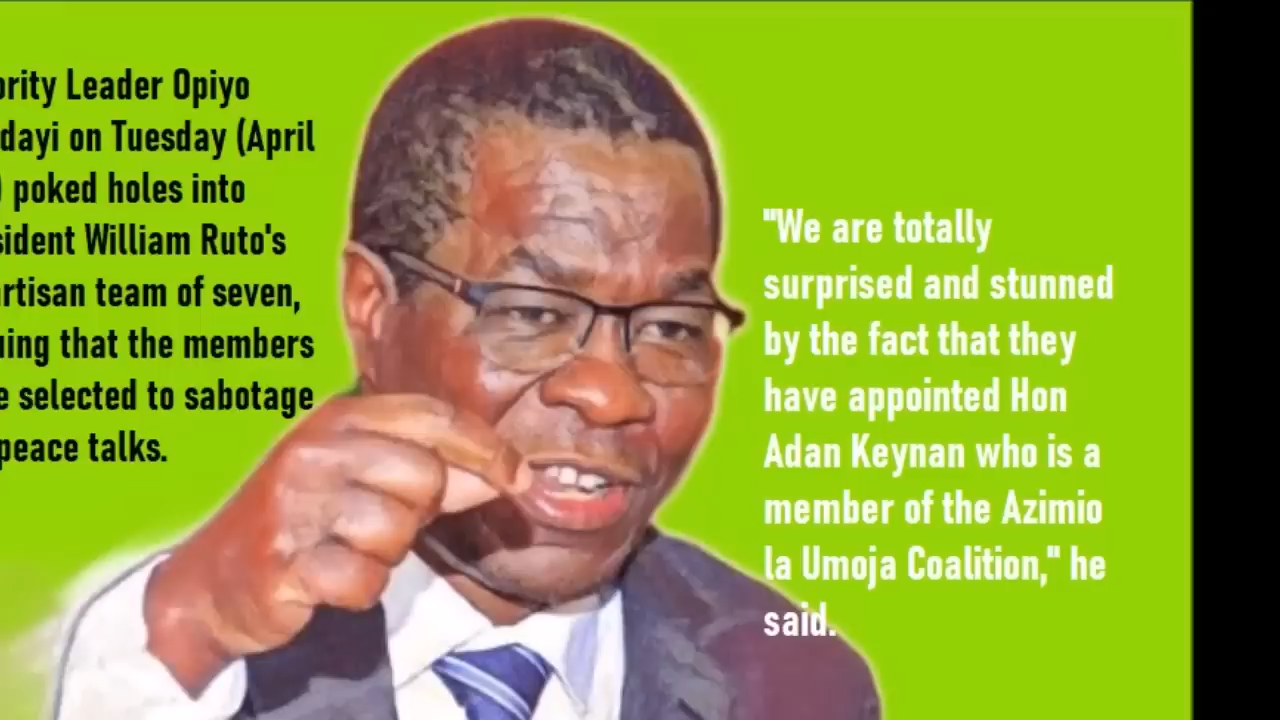 ority Leader Opiyo
dayi on Tuesday (April
) poked holes into
sident William Ruto's
artisan team of seven,
uing that the members
e selected to sabotage
peace talks.
"We are totally
surprised and stunned
by the fact that they
have appointed Hon
Adan Keynan who is a
member of the Azimio
la Umoja Coalition," he
said.